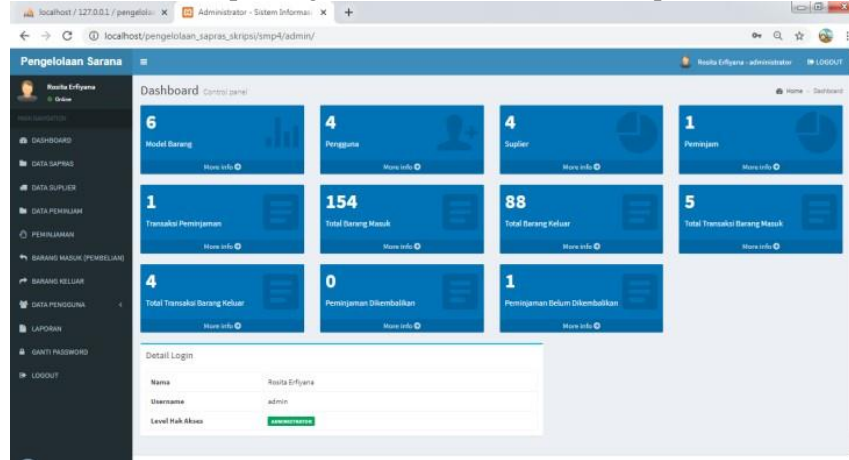 localhost / 127.0.0.1 / pengelola
Administrator - Sistem Informas
localhost/pengelolaan_sapras_skripsi/smp4/admin/
Pengelolaan Sarana
Rosita Erfiyana - administrator
LOGOUT
Rosita Erfiyana
Online
Dashboard Control panel
Home
Dashboard
MAIN NAVIGATION
DASHBOARD
DATA SAPRAS
DATA SUPLIER
DATA PEMINJAM
PEMINJAMAN
BARANG MASUK (PEMBELIAN)
BARANG KELUAR
DATA PENGGUNA
LAPORAN
GANTI PASSWORD
LOGOUT
6
Model Barang
More info
4
Pengguna
More info
4
Suplier
More info
1
Peminjam
More info
1
Transaksi Peminjaman
More info
154
Total Barang Masuk
More info
88
Total Barang Keluar
More info
5
Total Transaksi Barang Masuk
More info
4
Total Transaksi Barang Keluar
More info
0
Peminjaman Dikembalikan
More info
1
Peminjaman Belum Dikembalikan
More info
Detail Login
Nama Rosita Erfiyana
Username admin
Level Hak Akses ADMINISTRATOR